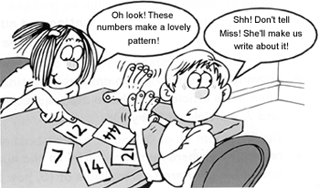 Oh look! These
numbers make a lovely
pattern!
Shh! Don't tell
Miss! She'll make us
write about it!
12
7
14